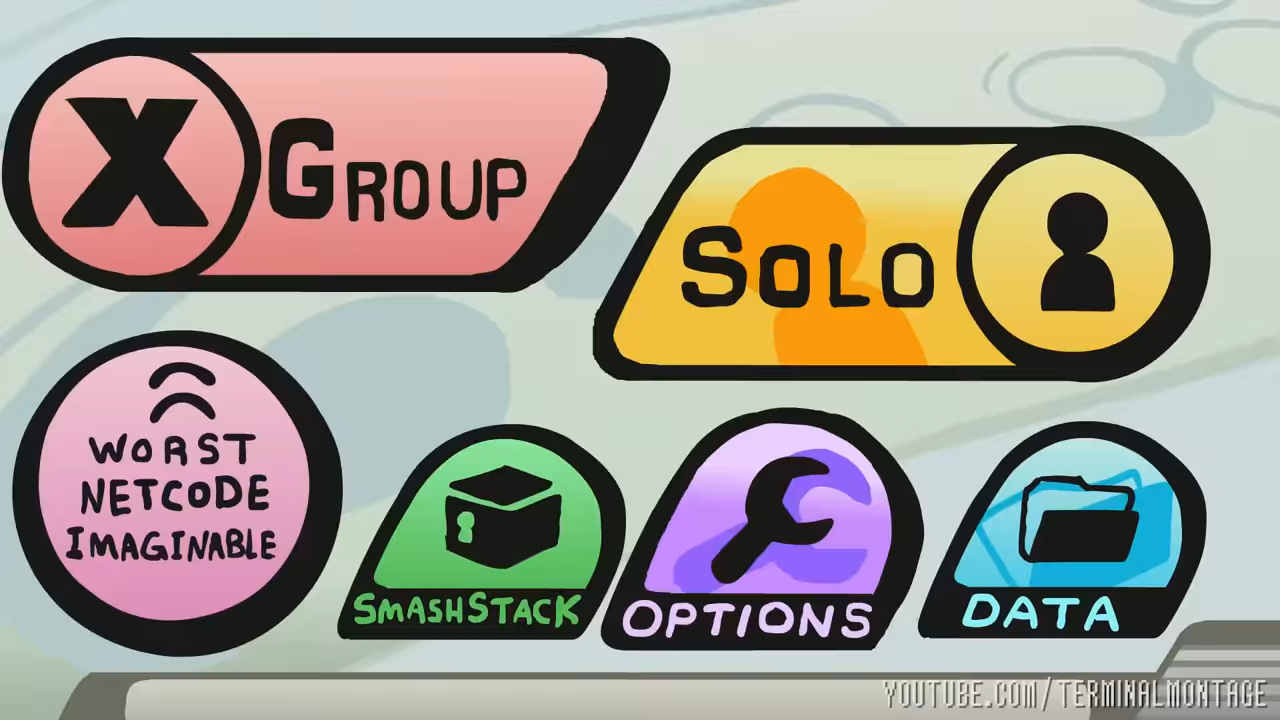 X GROUP
SOLO
WORST
NETCODE
IMAGINABLE
SMASHSTACK
OPTIONS
DATA
YOUTUBE.COM/TERMINALMONTAGE